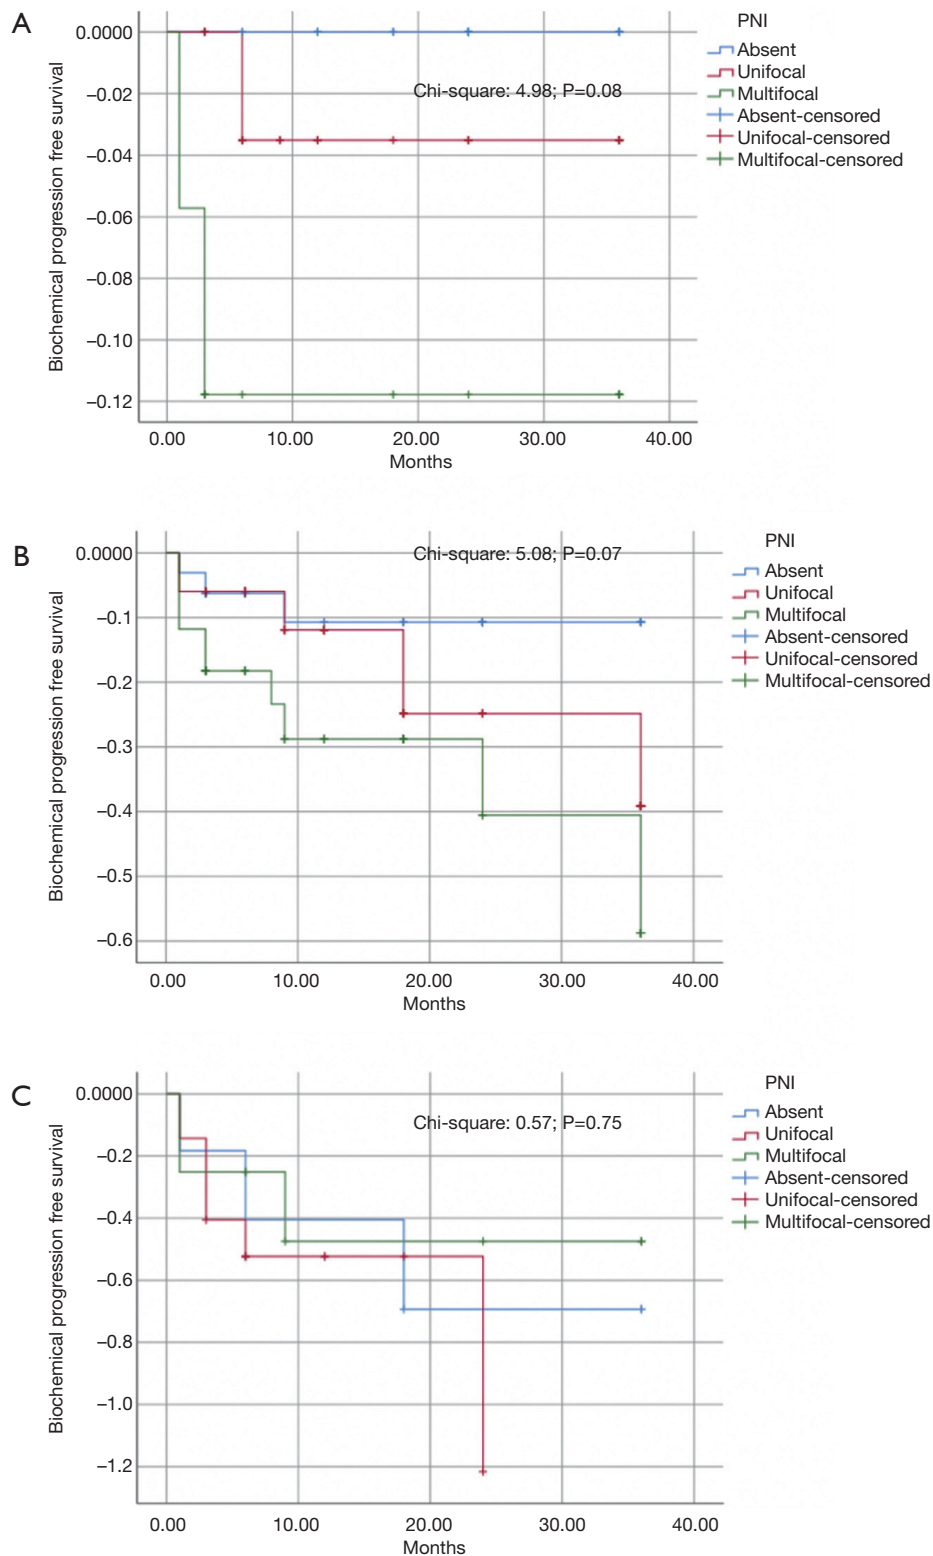 A
PNI
Absent
Unifocal
Multifocal
Absent-censored
Unifocal-censored
Multifocal-censored
Chi-square: 4.98; P=0.08
Biochemical progression free survival
0.0000
−0.02
−0.04
−0.06
−0.08
−0.10
−0.12
0.00 10.00 20.00 30.00 40.00
Months
B
PNI
Absent
Unifocal
Multifocal
Absent-censored
Unifocal-censored
Multifocal-censored
Chi-square: 5.08; P=0.07
Biochemical progression free survival
0.0000
−0.1
−0.2
−0.3
−0.4
−0.5
−0.6
0.00 10.00 20.00 30.00 40.00
Months
C
PNI
Absent
Unifocal
Multifocal
Absent-censored
Unifocal-censored
Multifocal-censored
Chi-square: 0.57; P=0.75
Biochemical progression free survival
0.0000
−0.2
−0.4
−0.6
−0.8
−1.0
−1.2
0.00 10.00 20.00 30.00 40.00
Months